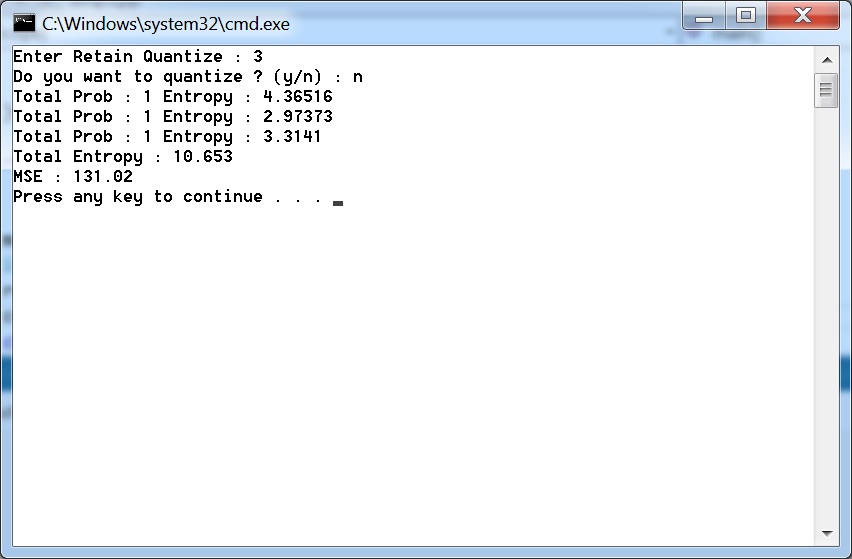 C:\Windows\system32\cmd.exe
Enter Retain Quantize : 3
Do you want to quantize ? (y/n) : n
Total Prob : 1 Entropy : 4.36516
Total Prob : 1 Entropy : 2.97373
Total Prob : 1 Entropy : 3.3141
Total Entropy : 10.653
MSE : 131.02
Press any key to continue . . .